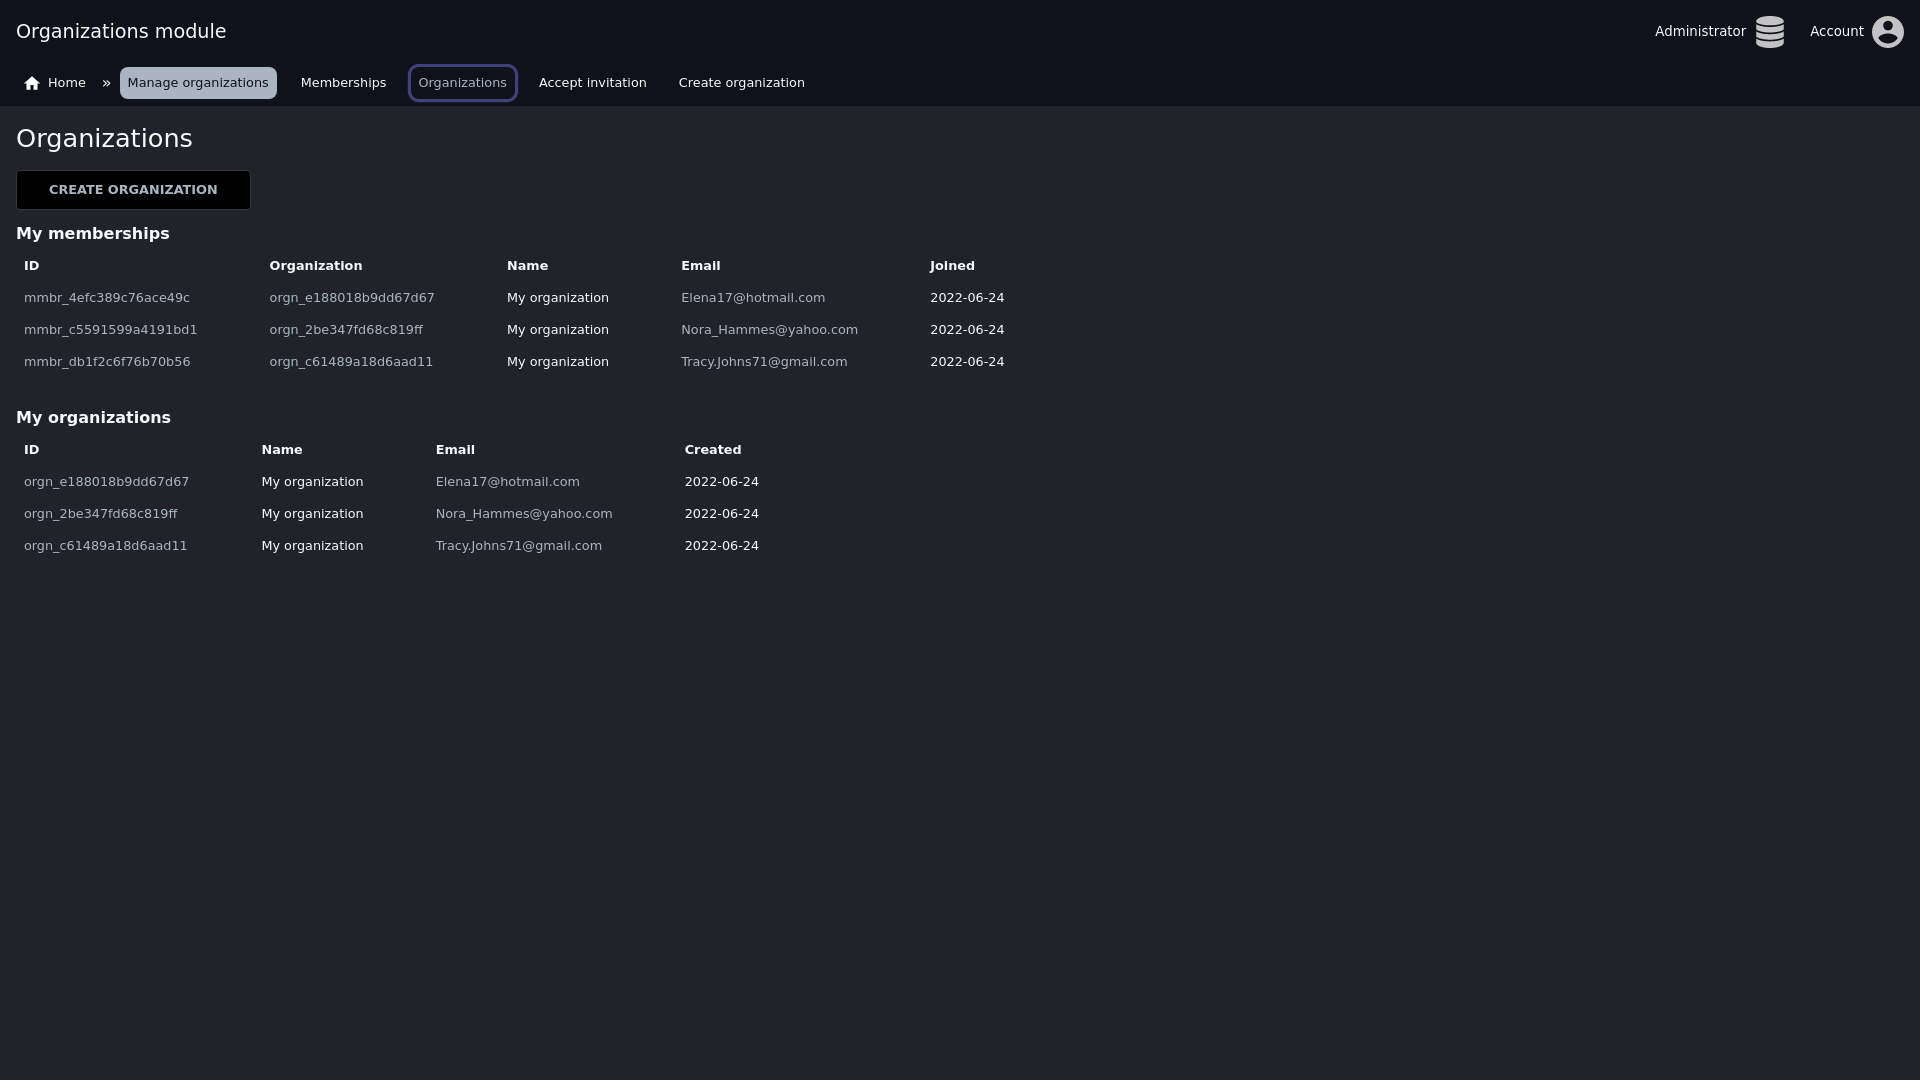 Organizations module
Administrator Account
Home » Manage organizations Memberships Organizations Accept invitation Create organization
Organizations
CREATE ORGANIZATION
My memberships
ID Organization Name Email Joined
mmbr_4efc389c76ace49c orgn_e188018b9dd67d67 My organization Elena17@hotmail.com 2022-06-24
mmbr_c5591599a4191bd1 orgn_2be347fd68c819ff My organization Nora_Hammes@yahoo.com 2022-06-24
mmbr_db1f2c6f76b70b56 orgn_c61489a18d6aad11 My organization Tracy.Johns71@gmail.com 2022-06-24
My organizations
ID Name Email Created
orgn_e188018b9dd67d67 My organization Elena17@hotmail.com 2022-06-24
orgn_2be347fd68c819ff My organization Nora_Hammes@yahoo.com 2022-06-24
orgn_c61489a18d6aad11 My organization Tracy.Johns71@gmail.com 2022-06-24